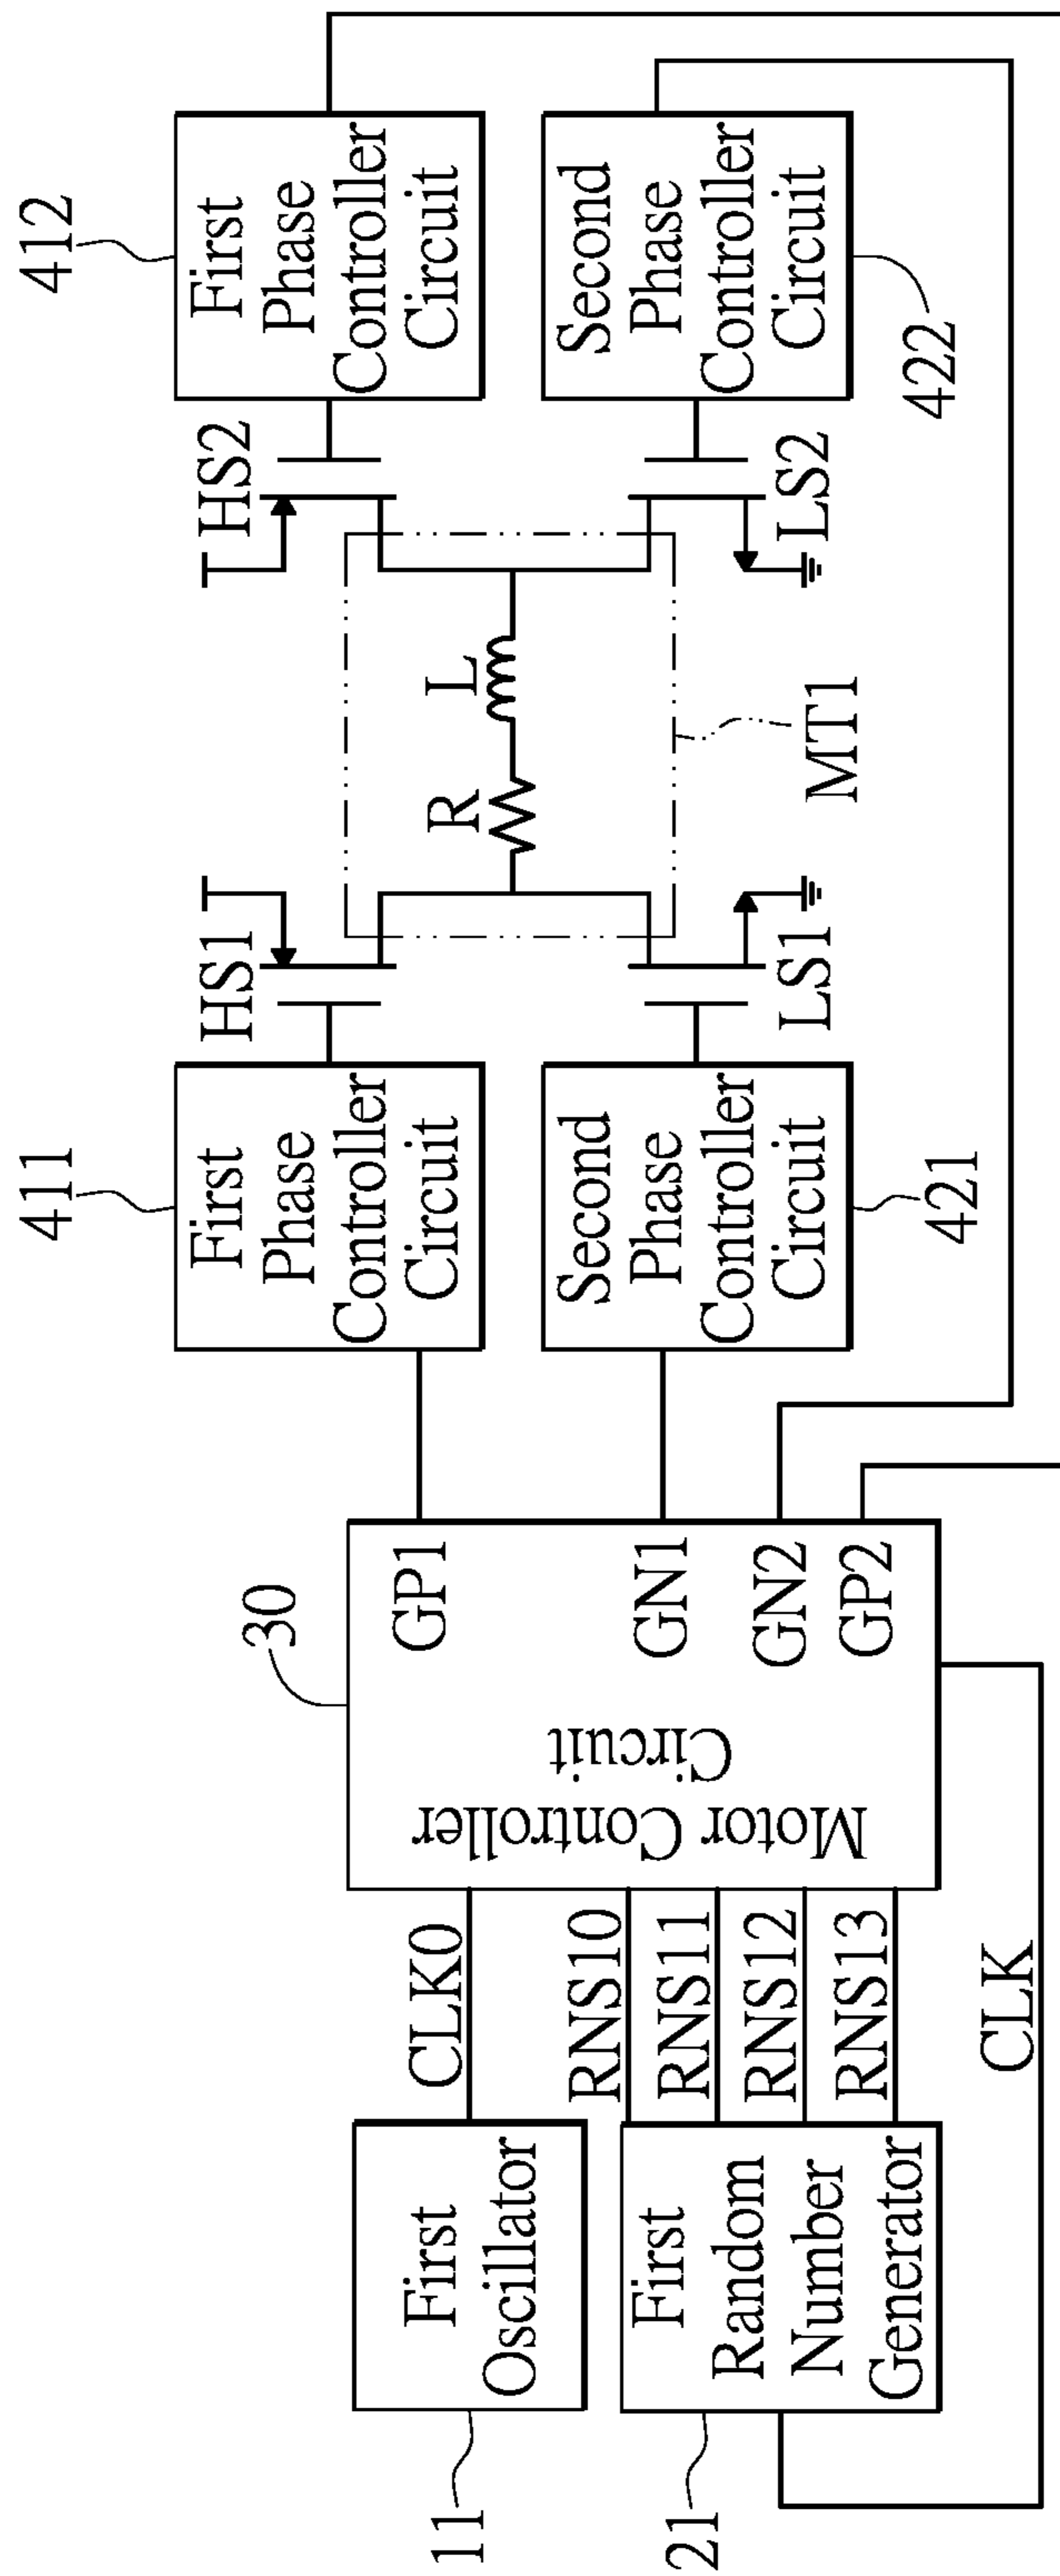 11
First
Oscillator
21
First
Random
Number
Generator
CLK0
RNS10
RNS11
RNS12
RNS13
CLK
30
Motor Controller
Circuit
GP1
GN1
GN2
GP2
411
First
Phase
Controller
Circuit
Second
Phase
Controller
Circuit
421
HS1
LS1
R
L
MT1
HS2
LS2
412
First
Phase
Controller
Circuit
Second
Phase
Controller
Circuit
422